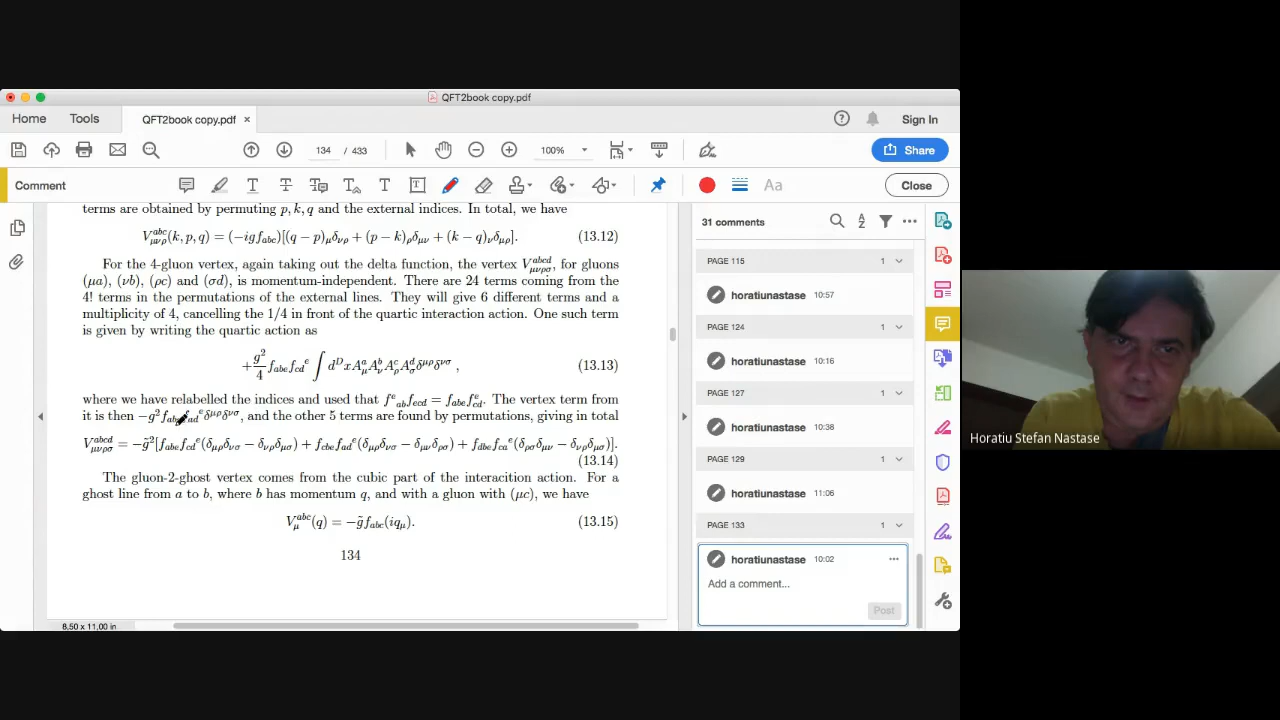 QFT2book copy.pdf
Home Tools QFT2book copy.pdf × Sign In
134 / 433 100% Share
Comment Close
terms are obtained by permuting p, k, q and the external indices. In total, we have
V^{abc}_{μνρ}(k, p, q) = (−igf_{abc})[(q − p)_μδ_{νρ} + (p − k)_ρδ_{μν} + (k − q)_νδ_{μρ}]. (13.12)
For the 4-gluon vertex, again taking out the delta function, the vertex V^{abcd}_{μνρσ}, for gluons
(μa), (νb), (ρc) and (σd), is momentum-independent. There are 24 terms coming from the
4! terms in the permutations of the external lines. They will give 6 different terms and a
multiplicity of 4, cancelling the 1/4 in front of the quartic interaction action. One such term
is given by writing the quartic action as
+g²/4 f_{abe}f_{cd}^e ∫ d^D x A^a_μ A^b_ν A^c_ρ A^d_σ δ^{μρ}δ^{νσ} , (13.13)
where we have relabelled the indices and used that f^e_{ab}f_{ecd} = f_{abe}f^e_{cd}. The vertex term from
it is then −g² δ^{μρ}δ^{νσ}, and the other 5 terms are found by permutations, giving in total
V^{abcd}_{μνρσ} = −g̃²[f_{abe}f_{cd}^e(δ_{μρ}δ_{νσ} − δ_{νρ}δ_{μσ}) + f_{cbe}f_{ad}^e(δ_{μρ}δ_{νσ} − δ_{μν}δ_{ρσ}) + f_{dbe}f_{ca}^e(δ_{ρσ}δ_{μν} − δ_{νρ}δ_{μσ})].
(13.14)
The gluon-2-ghost vertex comes from the cubic part of the interacition action. For a
ghost line from a to b, where b has momentum q, and with a gluon with (μc), we have
V^{abc}_μ(q) = −g̃f_{abc}(iq_μ). (13.15)
134
8,50 x 11,00 in
31 comments
PAGE 115 1
horatiunastase 10:57
PAGE 124 1
horatiunastase 10:16
PAGE 127 1
horatiunastase 10:38
PAGE 129 1
horatiunastase 11:06
PAGE 133 1
horatiunastase 10:02
Add a comment...
Post
Horatiu Stefan Nastase